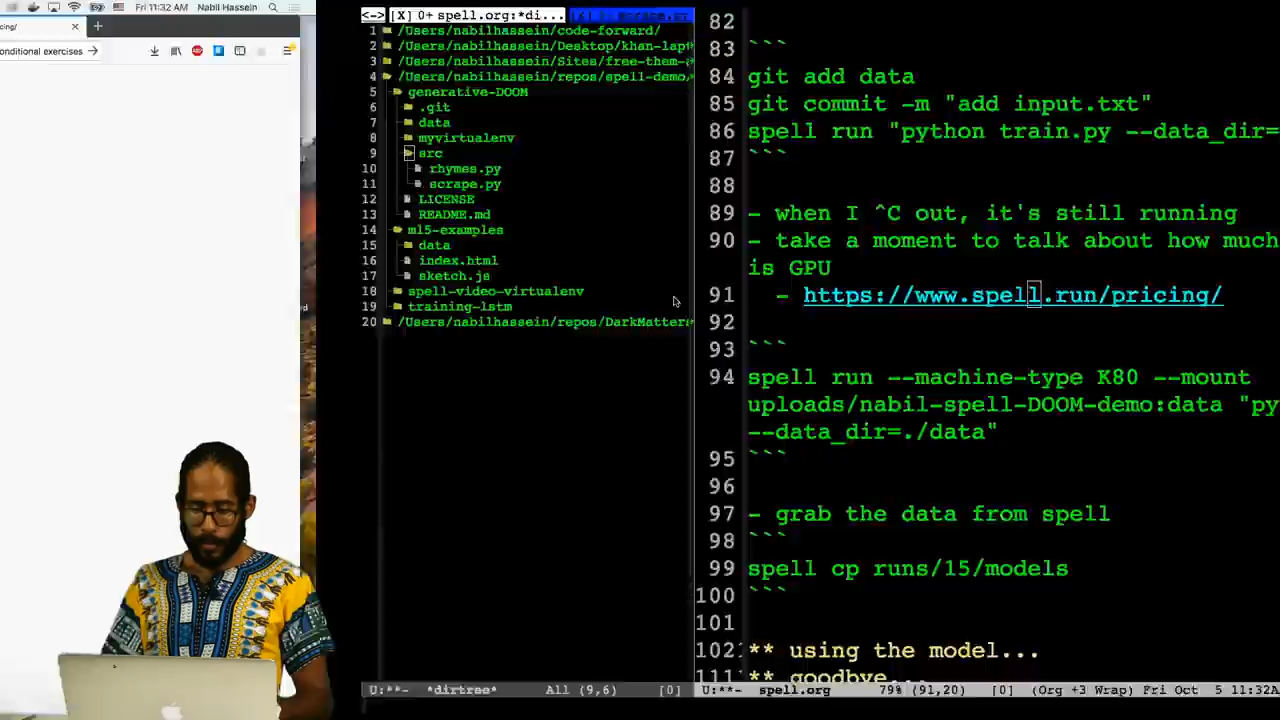 Fri 11:32 AM Nabil Hassein
ricing/
onditional exercises
<-> [X] 0+ spell.org:*di...
1 /Users/nabilhassein/code-forward/
2 /Users/nabilhassein/Desktop/khan-lapt
3 /Users/nabilhassein/Sites/free-them-a
4 /Users/nabilhassein/repos/spell-demo/
5 generative-DOOM
6 .git
7 data
8 myvirtualenv
9 src
10 rhymes.py
11 scrape.py
12 LICENSE
13 README.md
14 ml5-examples
15 data
16 index.html
17 sketch.js
18 spell-video-virtualenv
19 training-lstm
20 /Users/nabilhassein/repos/DarkMatters
U:**- *dirtree* All (9,6) [0]
82
83 ```
84 git add data
85 git commit -m "add input.txt"
86 spell run "python train.py --data_dir=
87 ```
88
89 - when I ^C out, it's still running
90 - take a moment to talk about how much
is GPU
91 - https://www.spell.run/pricing/
92
93 ```
94 spell run --machine-type K80 --mount
uploads/nabil-spell-DOOM-demo:data "py
--data_dir=./data"
95 ```
96
97 - grab the data from spell
98 ```
99 spell cp runs/15/models
100 ```
101
102 ** using the model...
111 ** goodbye...
U:**- spell.org 79% (91,20) [0] (Org +3 Wrap) Fri Oct 5 11:32A